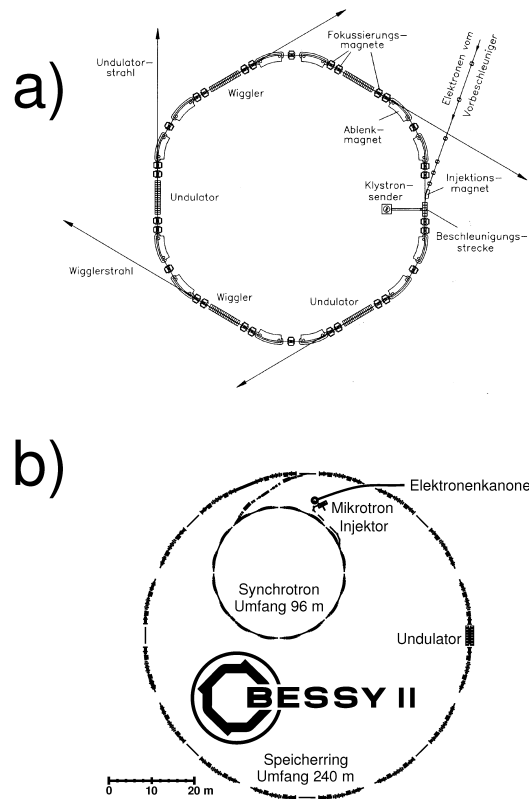 a)
Undulator-
strahl
Wiggler
Fokussierungs-
magnete
Elektronen vom
Vorbeschleuniger
Ablenk-
magnet
Klystron-
sender
Injektions-
magnet
Undulator
Beschleunigungs-
strecke
Wigglerstrahl
Wiggler
Undulator
b)
Elektronenkanone
Mikrotron
Injektor
Synchrotron
Umfang 96 m
Undulator
BESSY II
Speicherring
Umfang 240 m
0 10 20 m